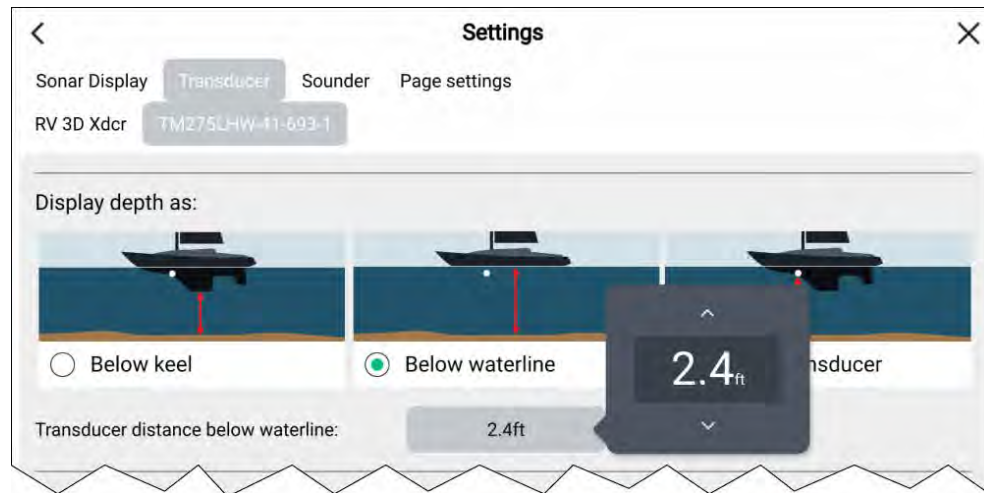 Settings
Sonar Display Transducer Sounder Page settings
RV 3D Xdcr TM275LHW-41-693-1
Display depth as:
Below keel Below waterline nsducer
Transducer distance below waterline: 2.4ft
2.4ft